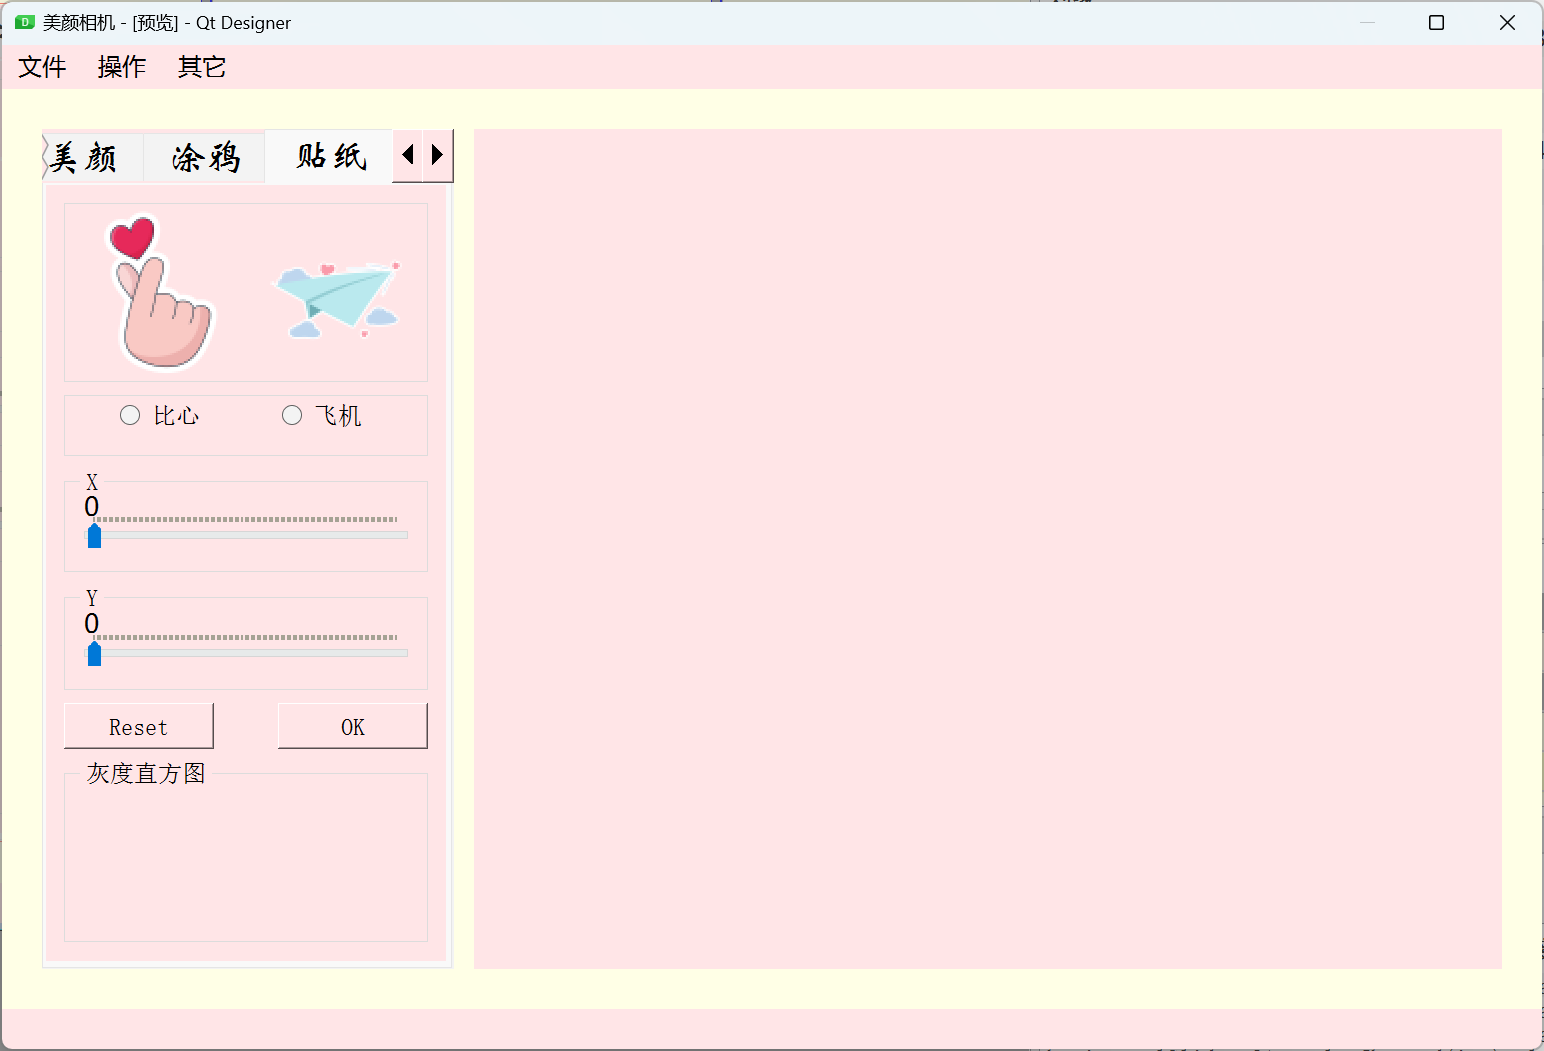 美颜相机 - [预览] - Qt Designer
文件 操作 其它
美颜 涂鸦 贴纸
比心 飞机
X
0
Y
0
Reset OK
灰度直方图